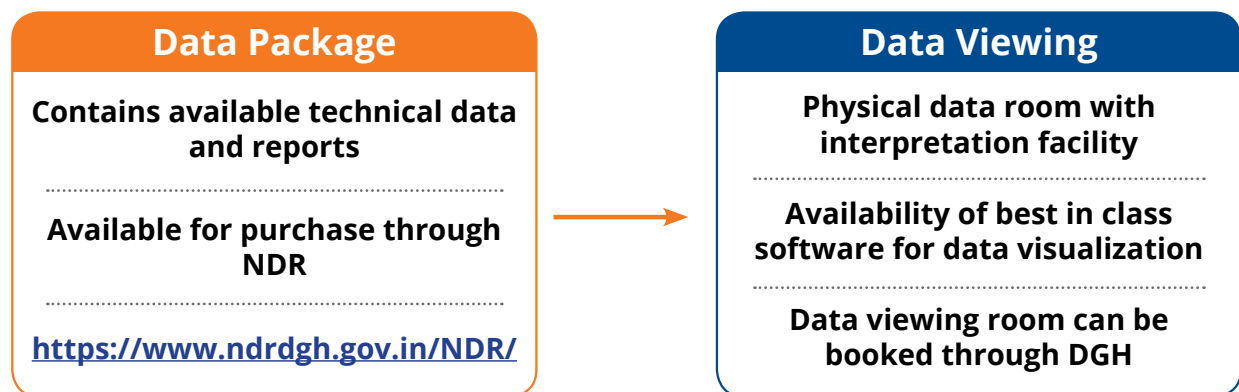 Data Package
Contains available technical data
and reports
Available for purchase through
NDR
https://www.ndrdgh.gov.in/NDR/
Data Viewing
Physical data room with
interpretation facility
Availability of best in class
software for data visualization
Data viewing room can be
booked through DGH